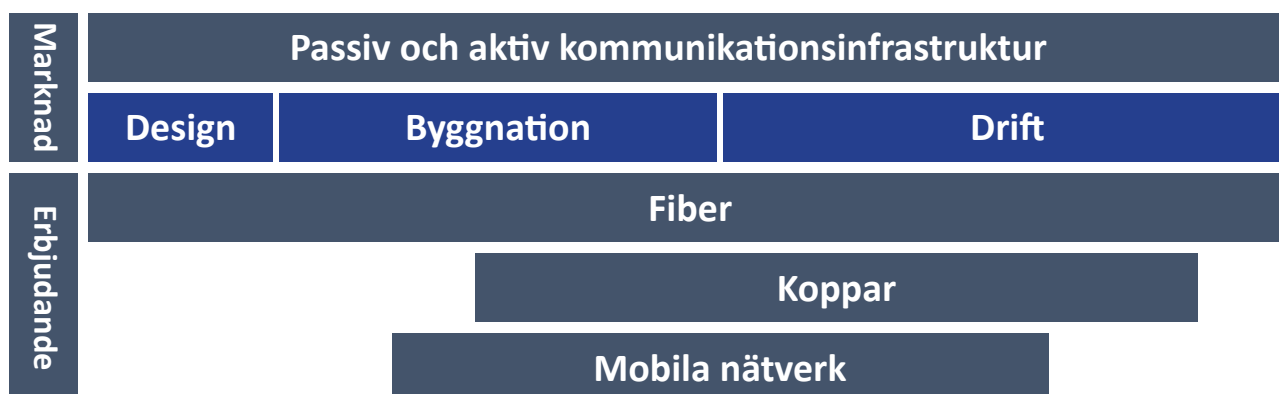 Marknad
Passiv och aktiv kommunikationsinfrastruktur
Design
Byggnation
Drift
Erbjudande
Fiber
Koppar
Mobila nätverk